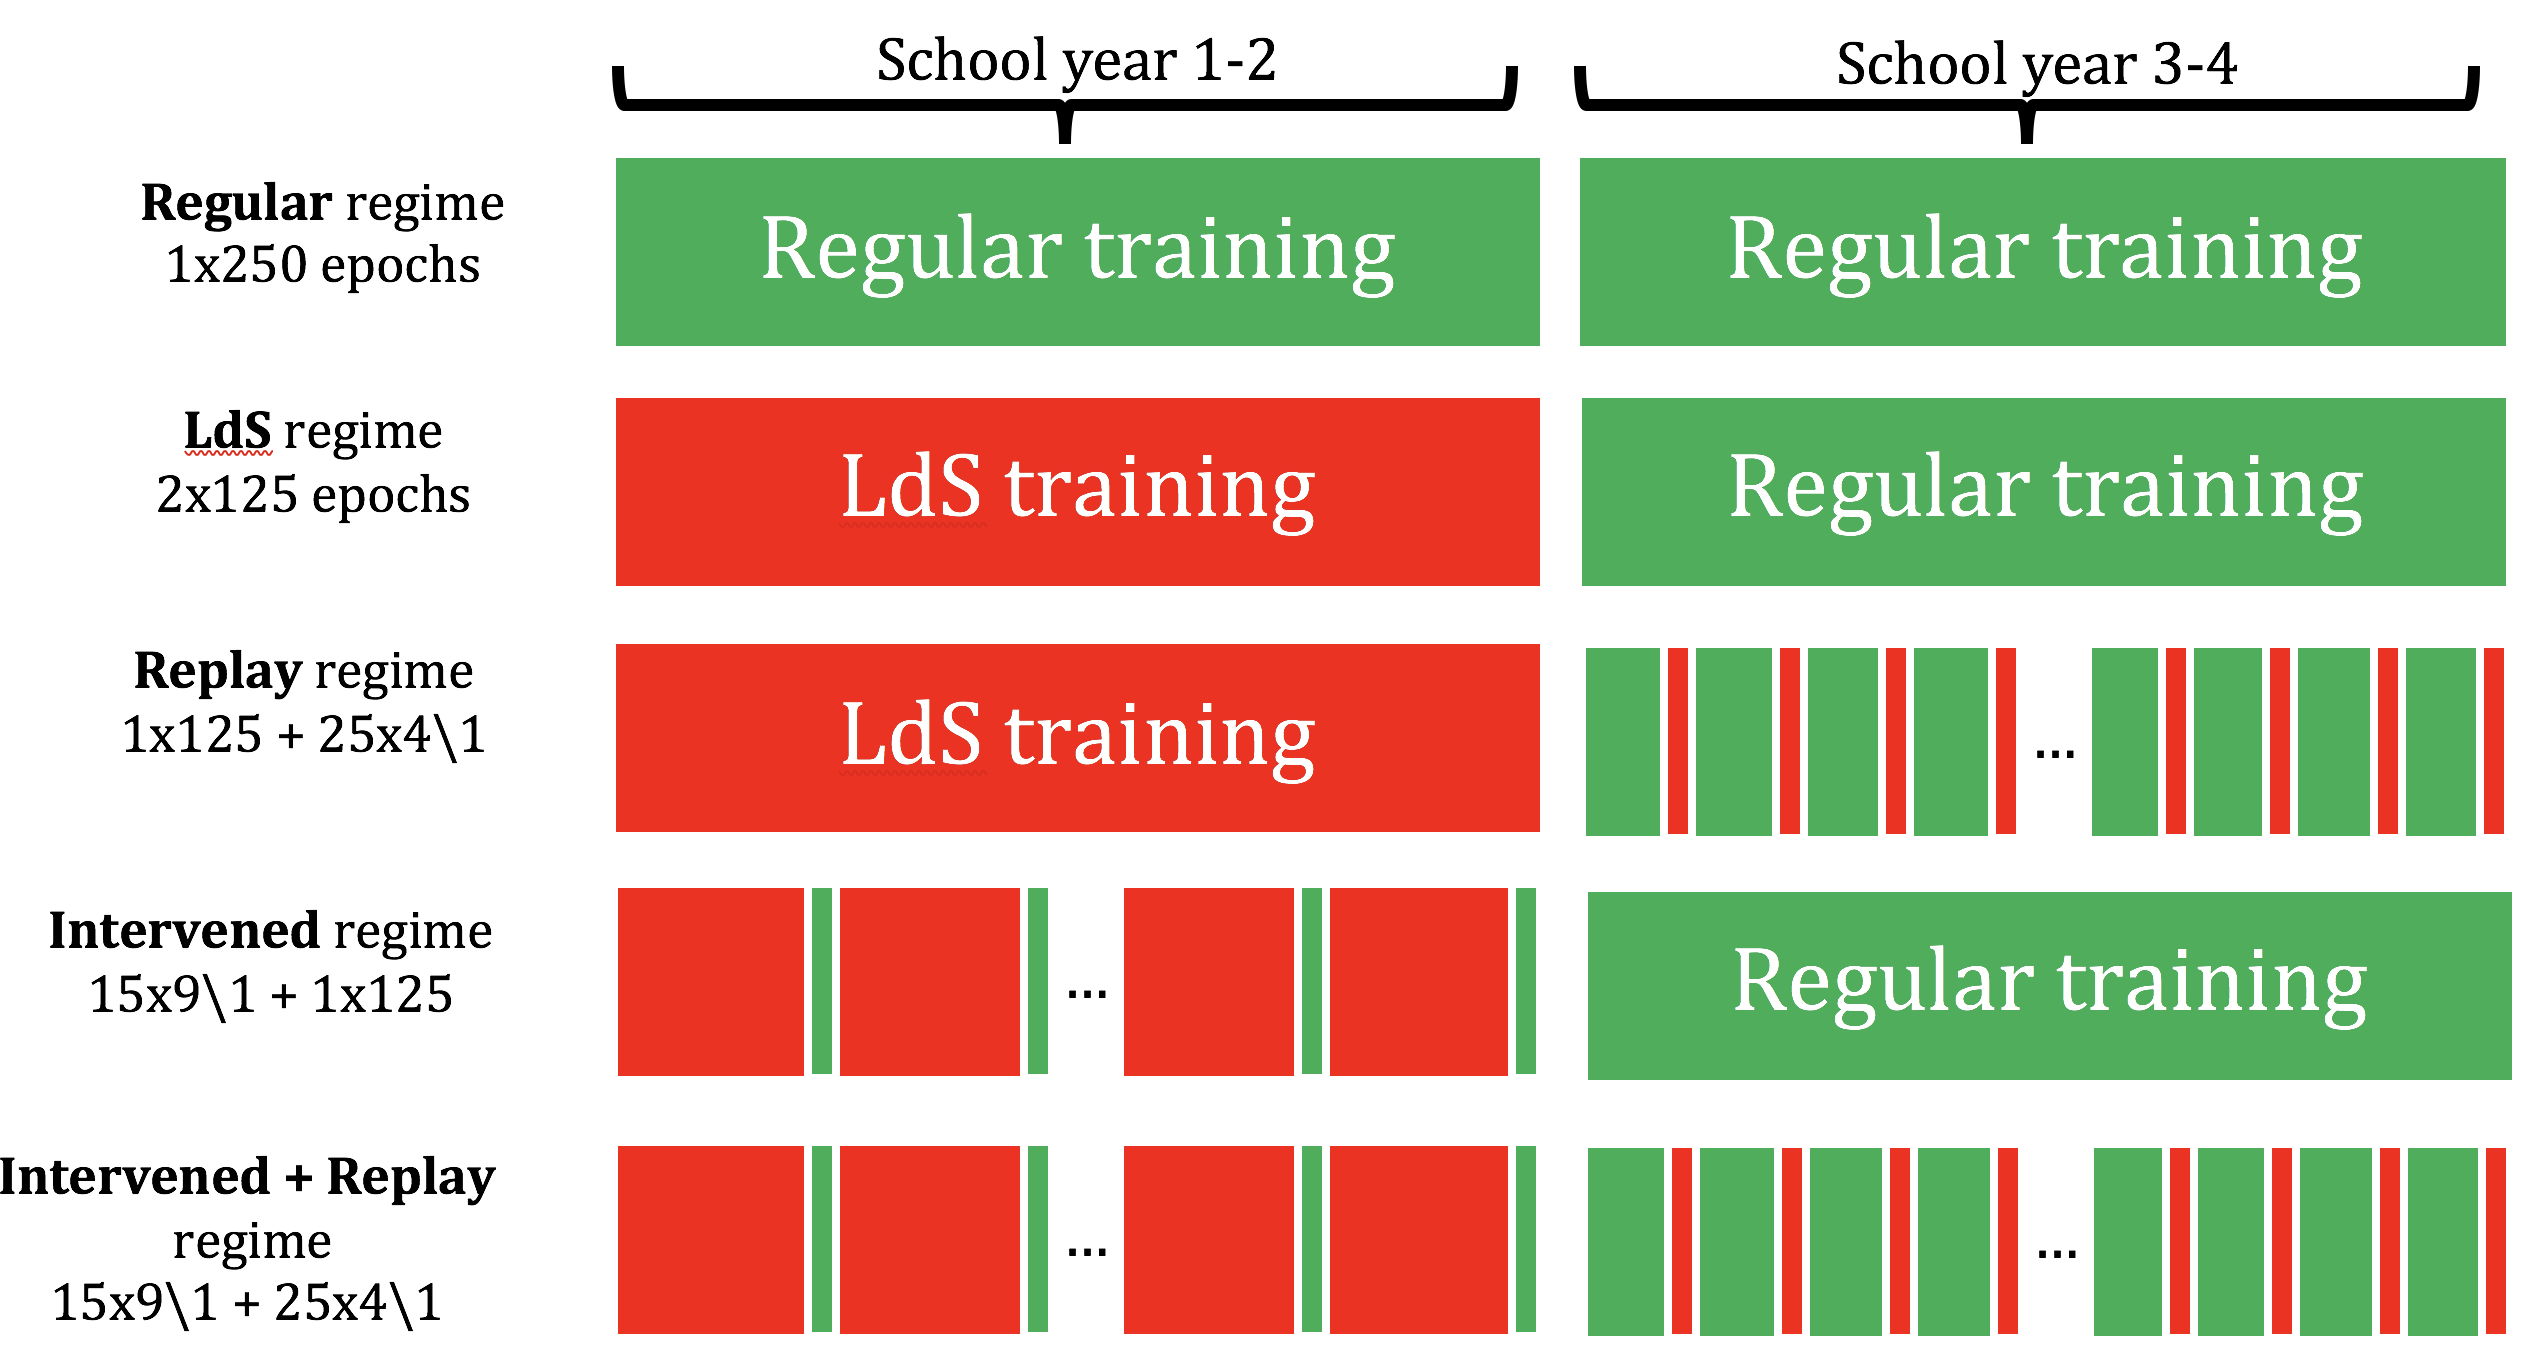 School year 1-2
School year 3-4
Regular regime
1x250 epochs
Regular training
Regular training
LdS regime
2x125 epochs
LdS training
Regular training
Replay regime
1x125 + 25x4\1
LdS training
...
Intervened regime
15x9\1 + 1x125
...
Regular training
Intervened + Replay
regime
15x9\1 + 25x4\1
...
...